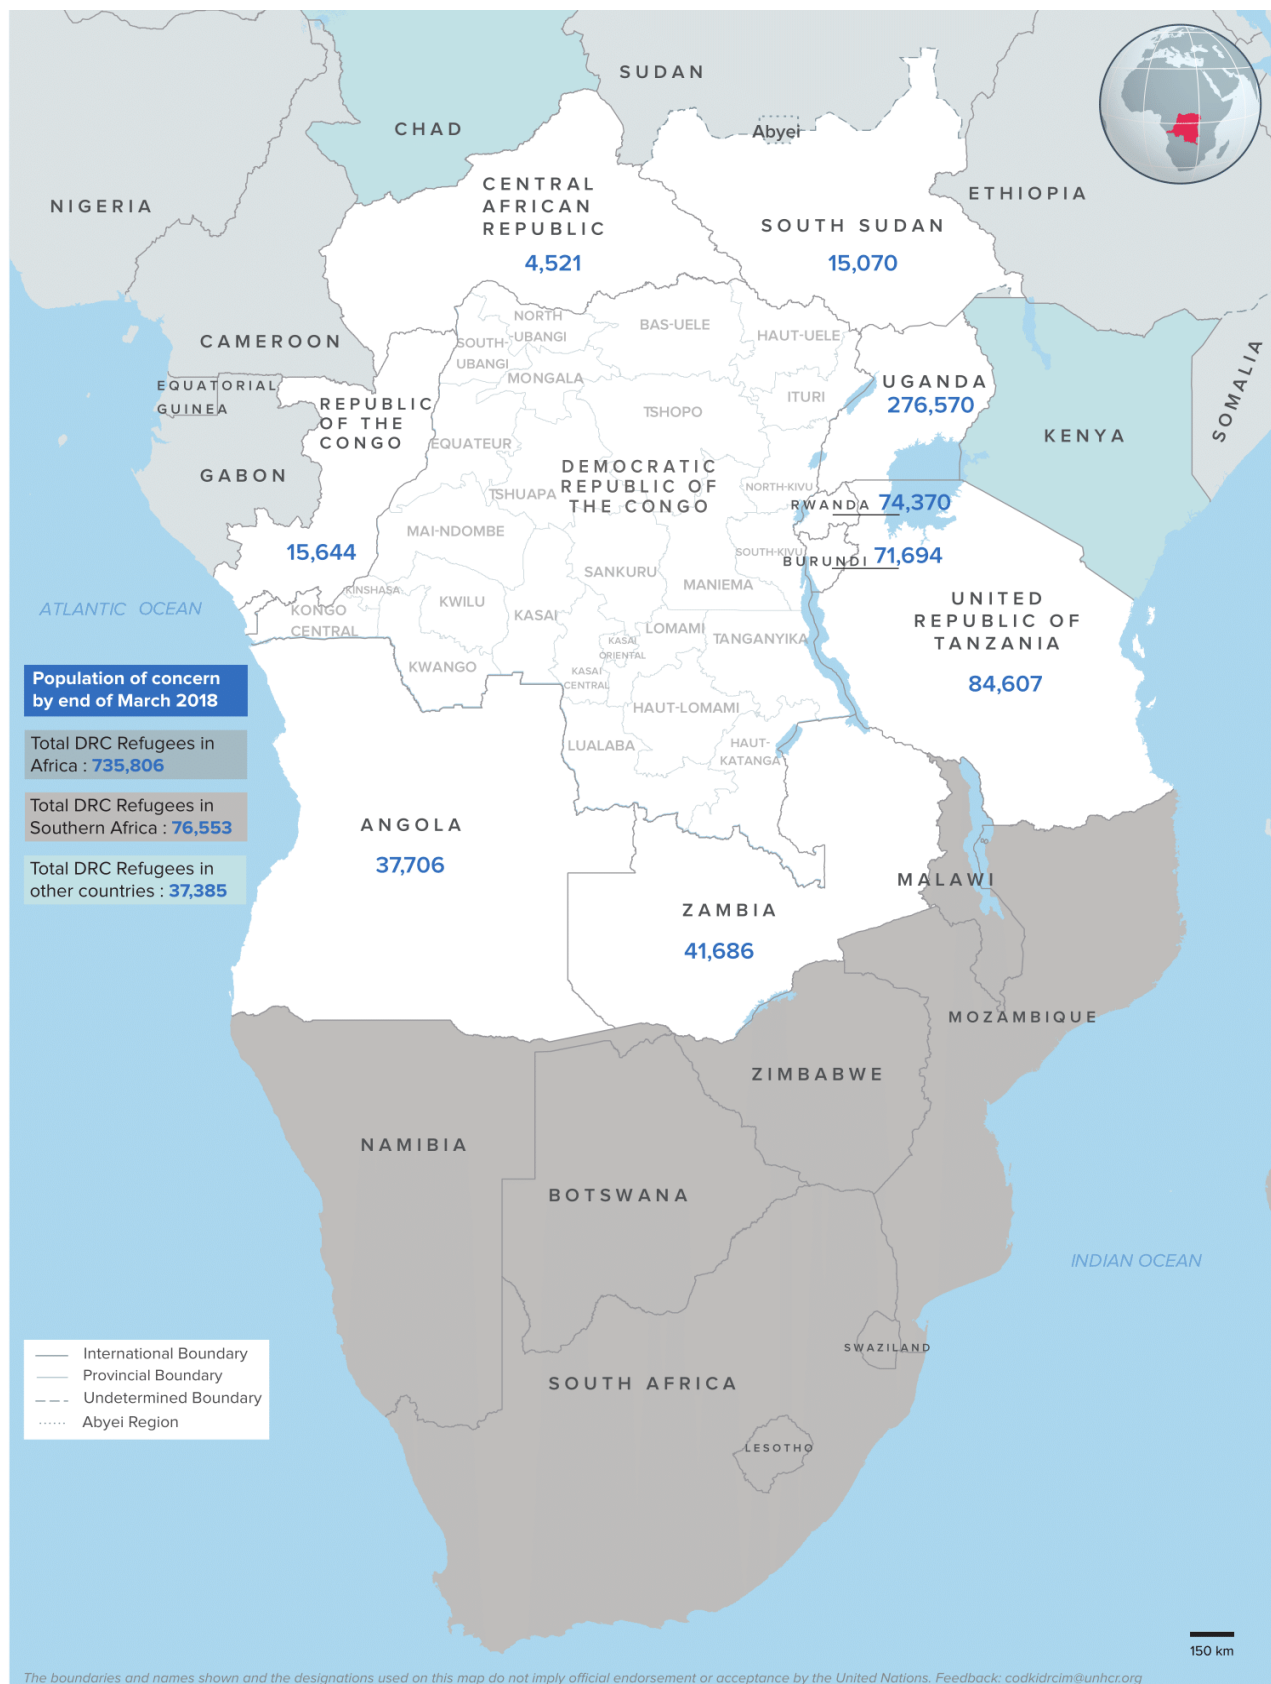 SUDAN
CHAD
Abyei
NIGERIA
CENTRAL
AFRICAN
REPUBLIC
4,521
ETHIOPIA
SOUTH SUDAN
15,070
CAMEROON
NORTH
UBANGI
SOUTH-
UBANGI
BAS-UELE
HAUT-UELE
MONGALA
EQUATORIAL
GUINEA
REPUBLIC
OF THE
CONGO
15,644
UGANDA
276,570
ITURI
TSHOPO
SOMALIA
KENYA
EQUATEUR
GABON
DEMOCRATIC
REPUBLIC OF
THE CONGO
TSHUAPA
NORTH-KIVU
RWANDA 74,370
MAI-NDOMBE
SOUTH-KIVU
BURUNDI 71,694
SANKURU
MANIEMA
KINSHASA
KONGO
CENTRAL
KWILU
KASAI
ATLANTIC OCEAN
UNITED
REPUBLIC OF
TANZANIA
84,607
LOMAMI
TANGANYIKA
KASAI
ORIENTAL
KWANGO
KASAI
CENTRAL
HAUT-LOMAMI
LUALABA
HAUT-
KATANGA
Population of concern
by end of March 2018
Total DRC Refugees in
Africa : 735,806
Total DRC Refugees in
Southern Africa : 76,553
Total DRC Refugees in
other countries : 37,385
ANGOLA
37,706
MALAWI
ZAMBIA
41,686
MOZAMBIQUE
ZIMBABWE
NAMIBIA
BOTSWANA
INDIAN OCEAN
SWAZILAND
SOUTH AFRICA
LESOTHO
International Boundary
Provincial Boundary
Undetermined Boundary
Abyei Region
150 km
The boundaries and names shown and the designations used on this map do not imply official endorsement or acceptance by the United Nations. Feedback: codkidrcim@unhcr.org